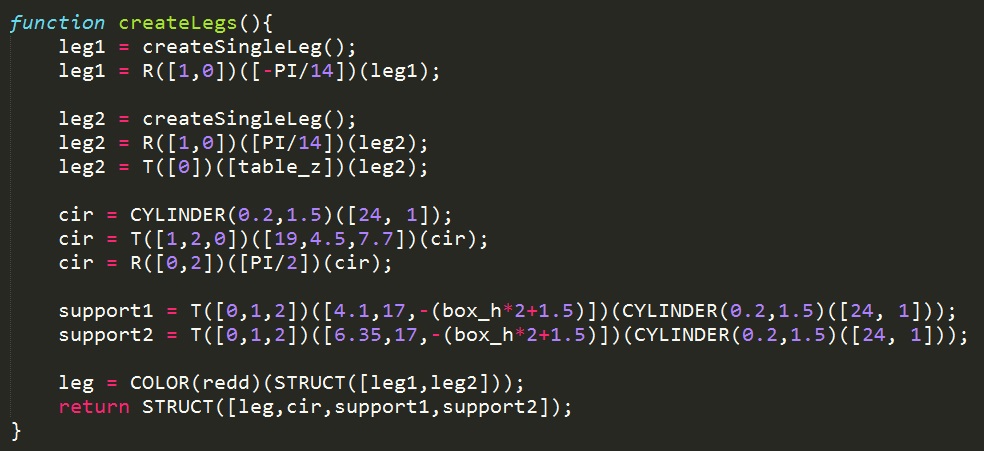 function createLegs(){
    leg1 = createSingleLeg();
    leg1 = R([1,0])([-PI/14])(leg1);

    leg2 = createSingleLeg();
    leg2 = R([1,0])([PI/14])(leg2);
    leg2 = T([0])([table_z])(leg2);

    cir = CYLINDER(0.2,1.5)([24, 1]);
    cir = T([1,2,0])([19,4.5,7.7])(cir);
    cir = R([0,2])([PI/2])(cir);

    support1 = T([0,1,2])([4.1,17,-(box_h*2+1.5)])(CYLINDER(0.2,1.5)([24, 1]));
    support2 = T([0,1,2])([6.35,17,-(box_h*2+1.5)])(CYLINDER(0.2,1.5)([24, 1]));

    leg = COLOR(redd)(STRUCT([leg1,leg2]));
    return STRUCT([leg,cir,support1,support2]);
}